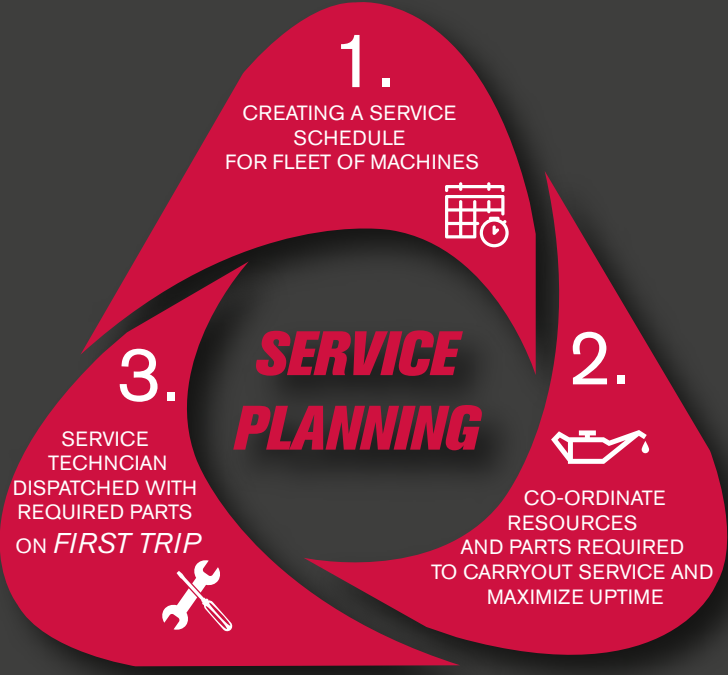 1.
CREATING A SERVICE
SCHEDULE
FOR FLEET OF MACHINES
SERVICE
PLANNING
2.
CO-ORDINATE
RESOURCES
AND PARTS REQUIRED
TO CARRYOUT SERVICE AND
MAXIMIZE UPTIME
3.
SERVICE
TECHNCIAN
DISPATCHED WITH
REQUIRED PARTS
ON FIRST TRIP